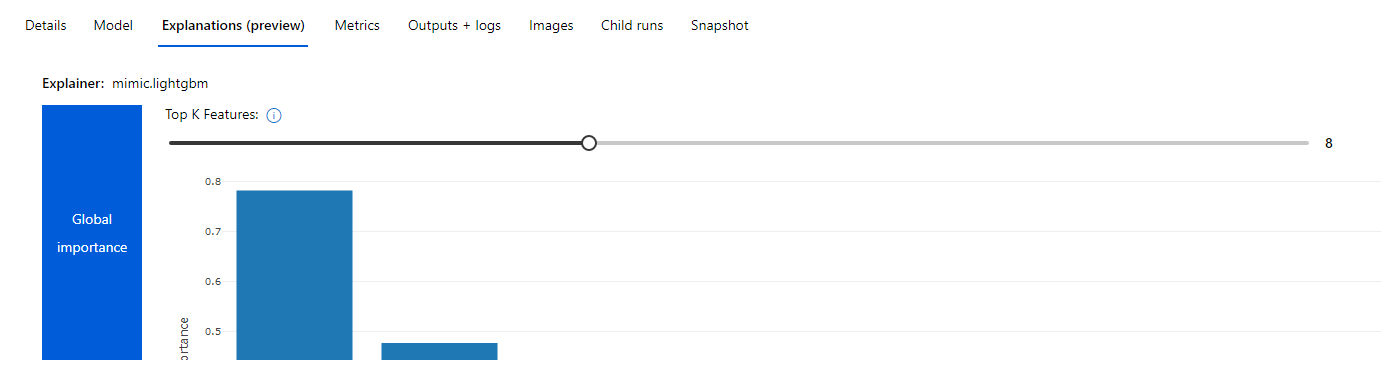 Details Model Explanations (preview) Metrics Outputs + logs Images Child runs Snapshot
Explainer: mimic.lightgbm
Top K Features:
8
Global
importance
0.8
0.7
0.6
0.5
ortance